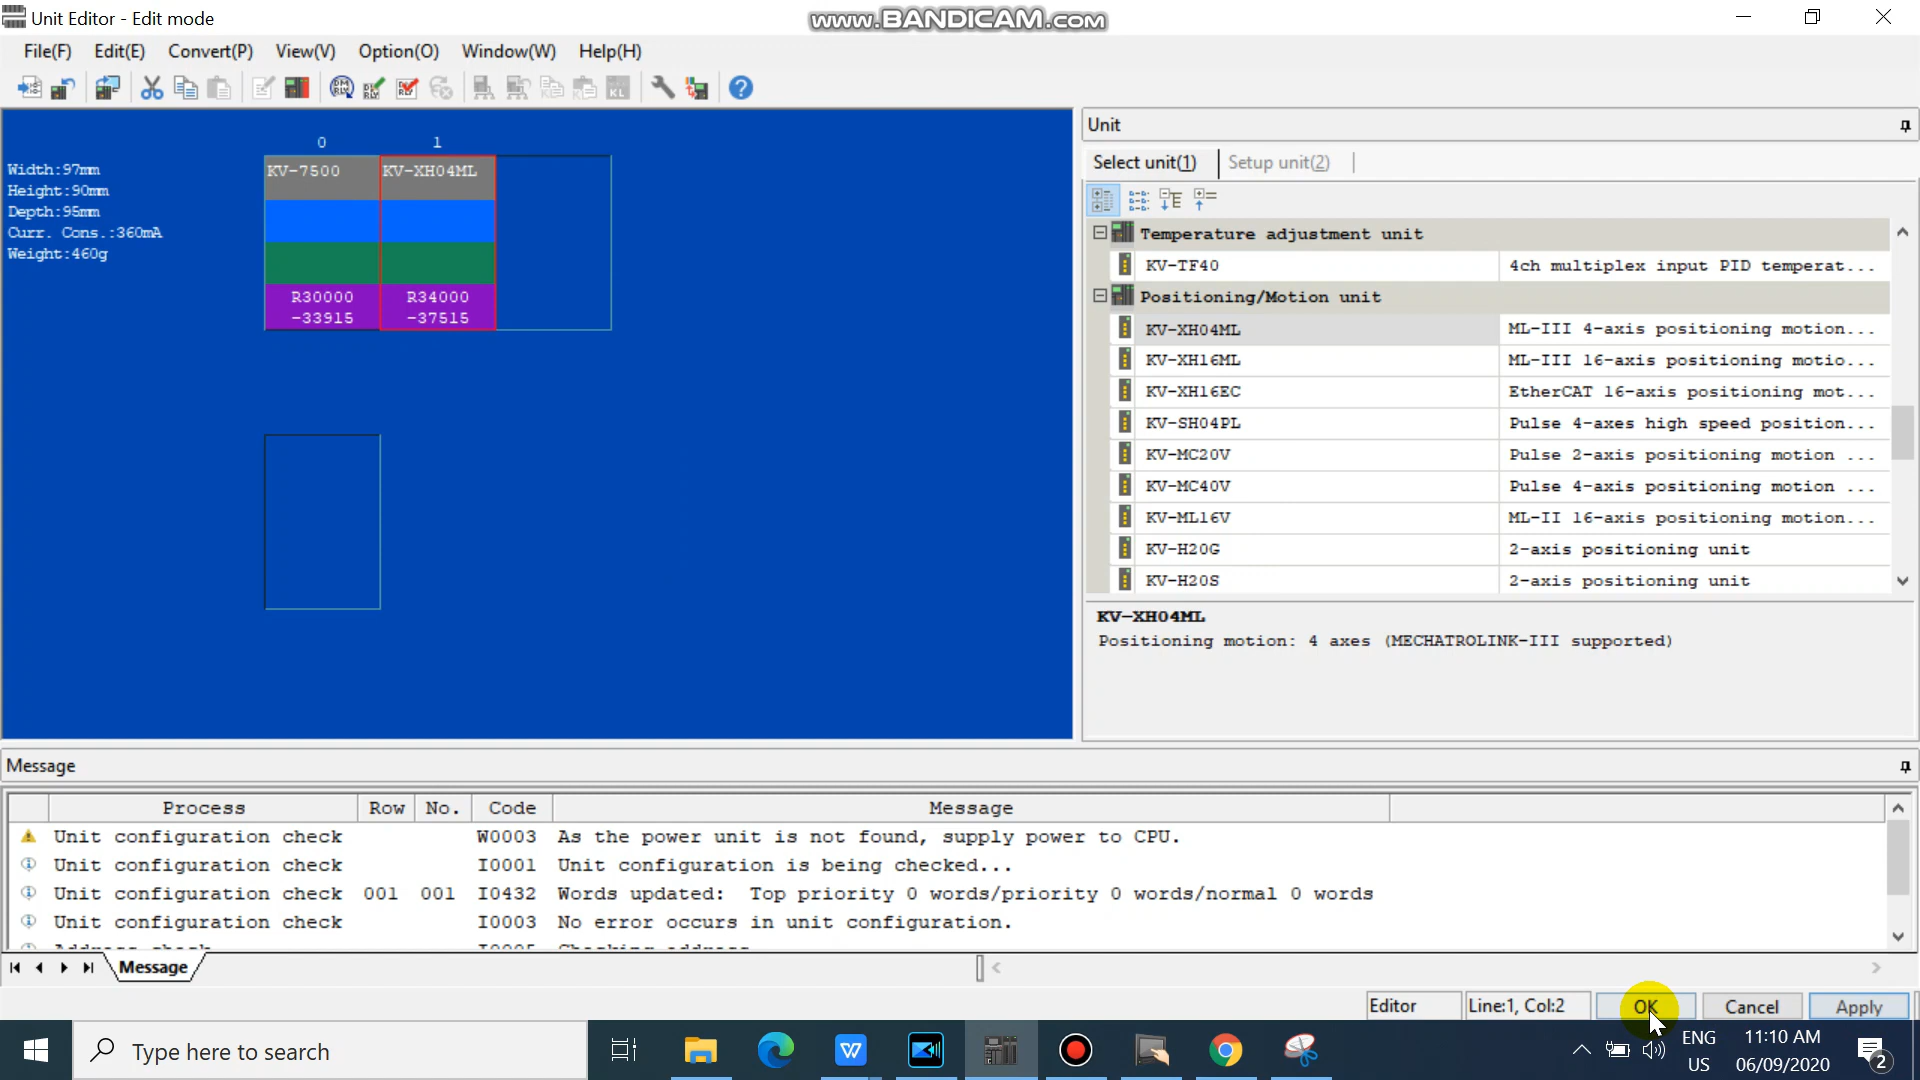 Unit Editor - Edit mode
www.BANDICAM.com
File(F) Edit(E) Convert(P) View(V) Option(O) Window(W) Help(H)
0 1
Width:97mm
Height:90mm
Depth:95mm
Curr. Cons.:360mA
Weight:460g
KV-7500 KV-XH04ML
R30000 R34000
-33915 -37515
Unit
Select unit(1) Setup unit(2)
Temperature adjustment unit
KV-TF40 4ch multiplex input PID temperat...
Positioning/Motion unit
KV-XH04ML ML-III 4-axis positioning motion...
KV-XH16ML ML-III 16-axis positioning motio...
KV-XH16EC EtherCAT 16-axis positioning mot...
KV-SH04PL Pulse 4-axes high speed position...
KV-MC20V Pulse 2-axis positioning motion ...
KV-MC40V Pulse 4-axis positioning motion ...
KV-ML16V ML-II 16-axis positioning motion...
KV-H20G 2-axis positioning unit
KV-H20S 2-axis positioning unit
KV-XH04ML
Positioning motion: 4 axes (MECHATROLINK-III supported)
Message
Process Row No. Code Message
Unit configuration check W0003 As the power unit is not found, supply power to CPU.
Unit configuration check I0001 Unit configuration is being checked...
Unit configuration check 001 001 I0432 Words updated: Top priority 0 words/priority 0 words/normal 0 words
Unit configuration check I0003 No error occurs in unit configuration.
Message
Editor Line:1, Col:2 OK Cancel Apply
Type here to search
ENG 11:10 AM
US 06/09/2020 2